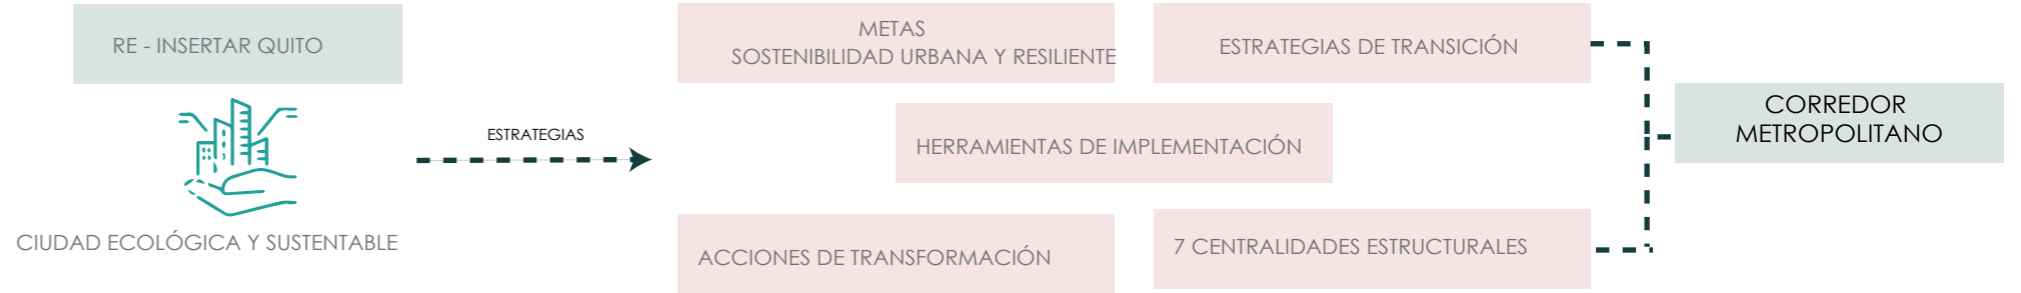 RE - INSERTAR QUITO
CIUDAD ECOLÓGICA Y SUSTENTABLE
ESTRATEGIAS
METAS
SOSTENIBILIDAD URBANA Y RESILIENTE
ESTRATEGIAS DE TRANSICIÓN
HERRAMIENTAS DE IMPLEMENTACIÓN
ACCIONES DE TRANSFORMACIÓN
7 CENTRALIDADES ESTRUCTURALES
CORREDOR
METROPOLITANO